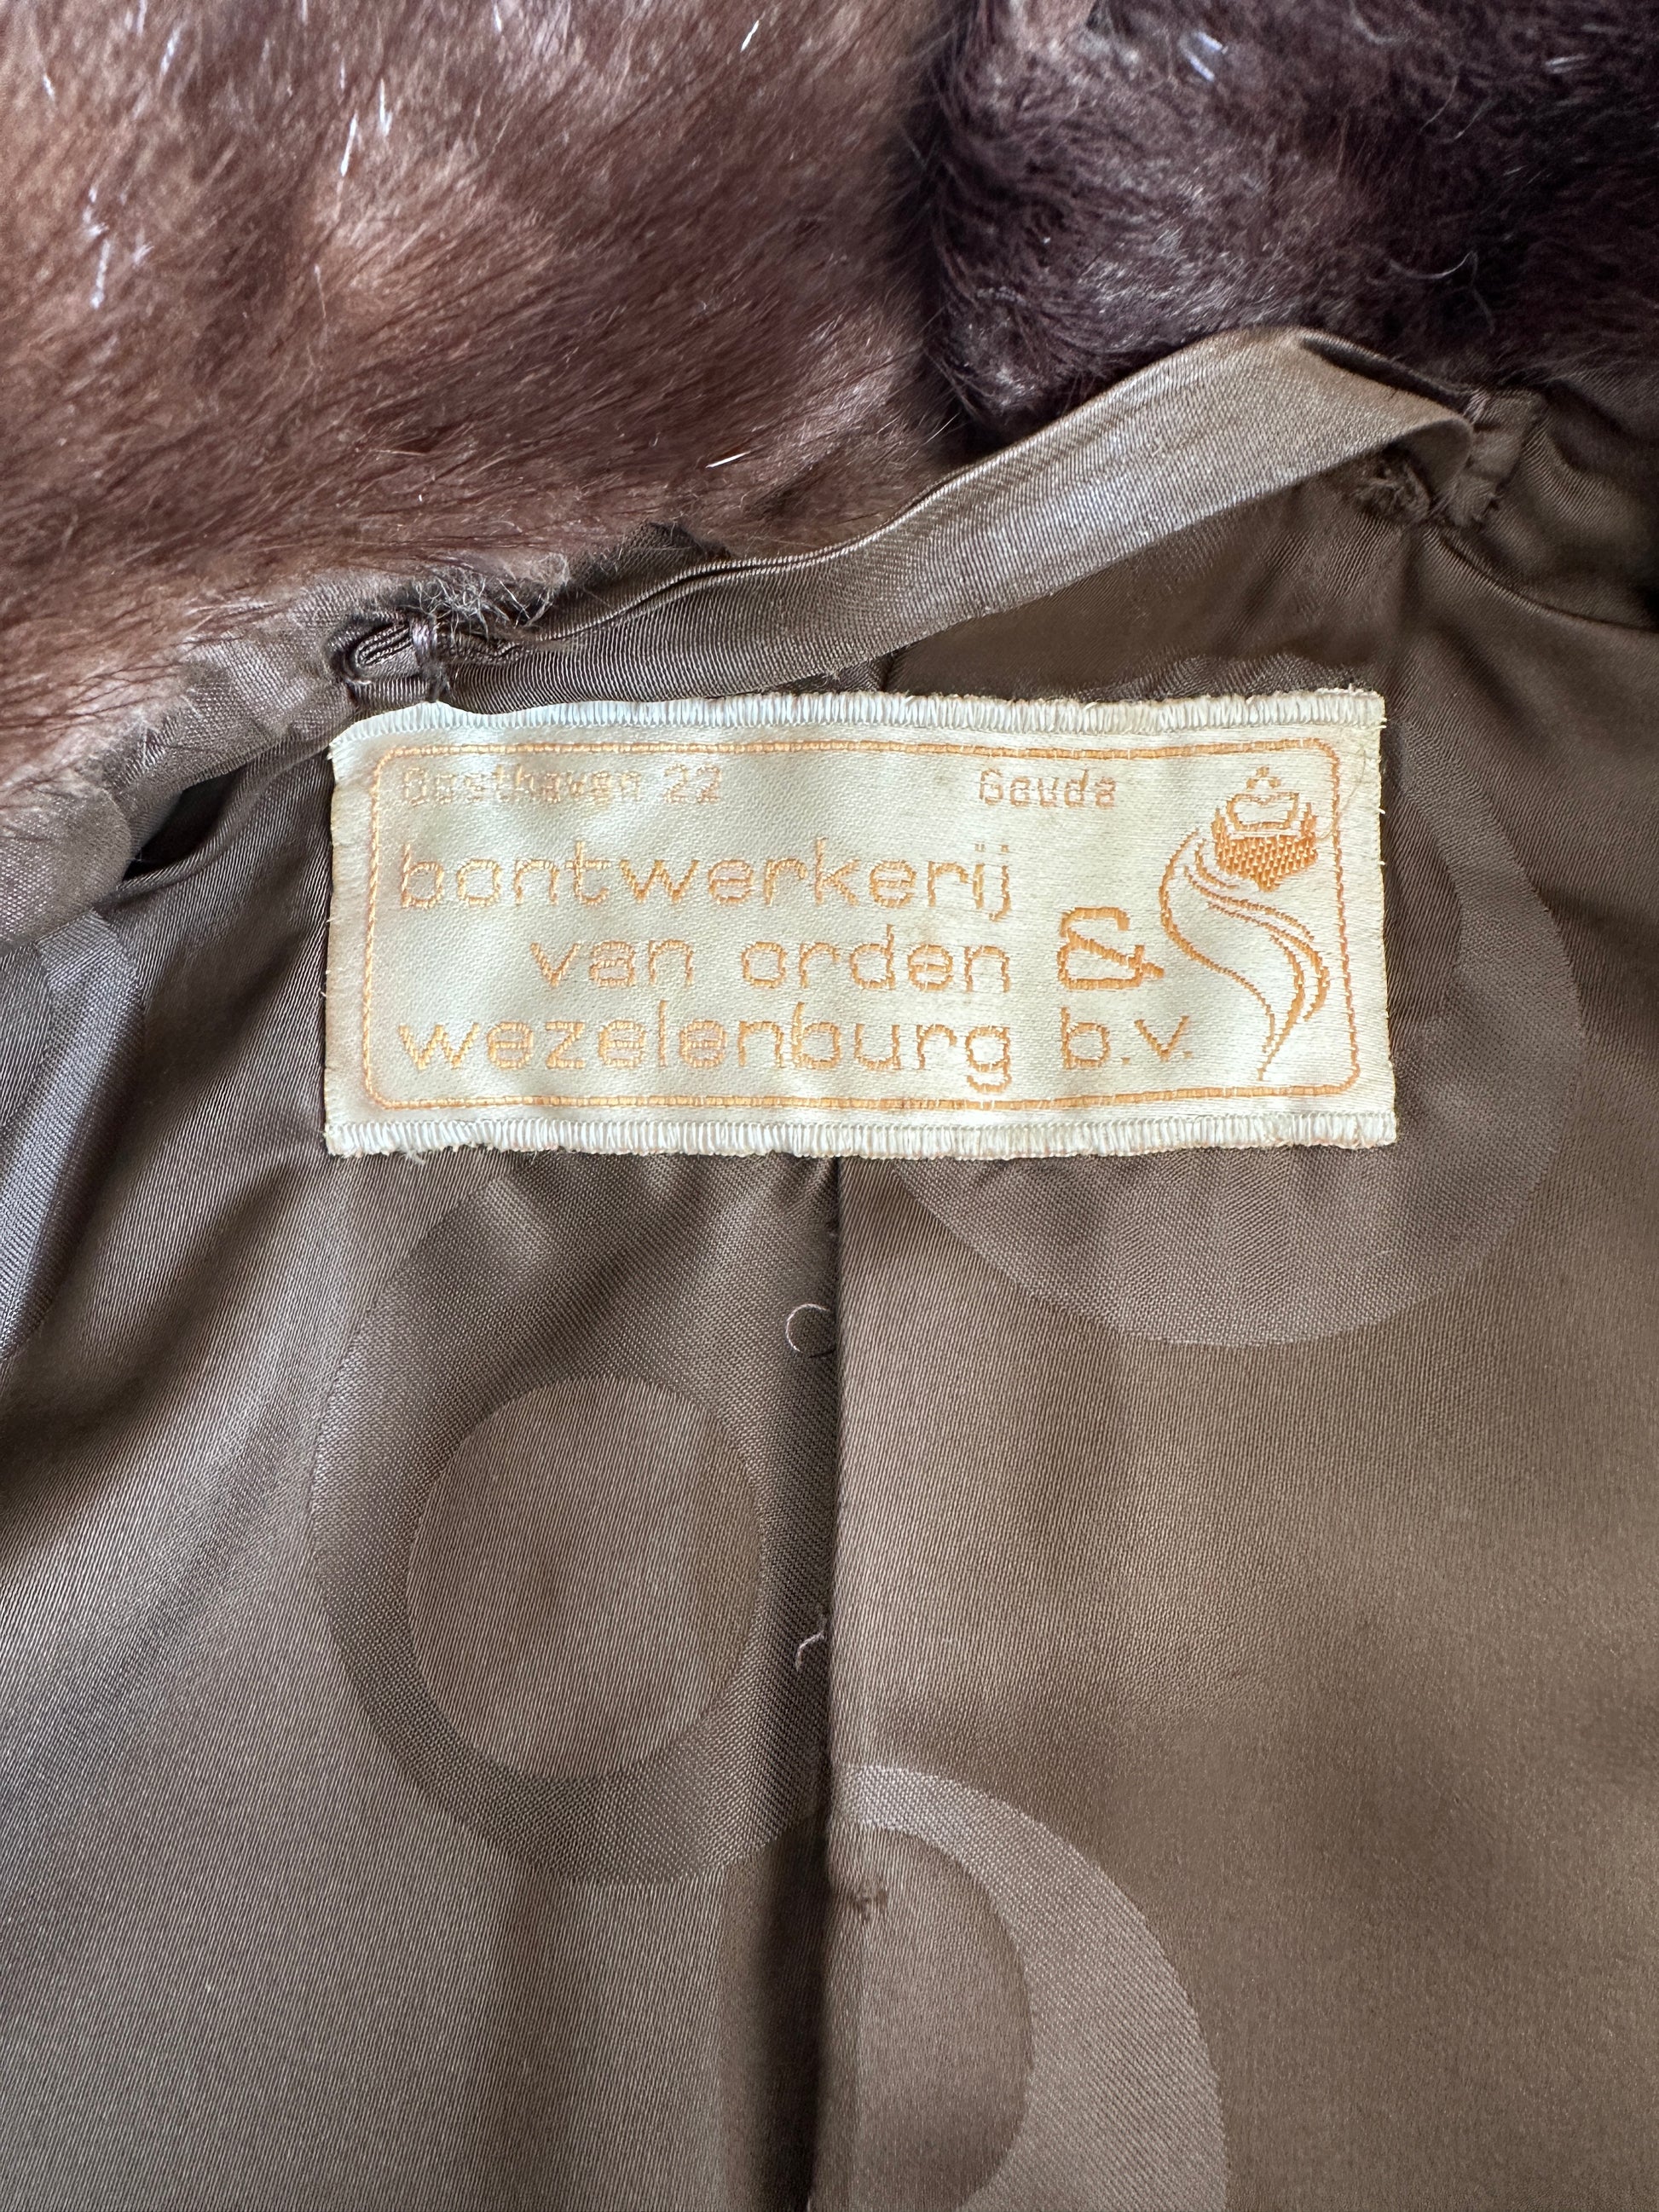 Oosthaven 22 Gouda
bontwerkerij
van orden &
wezelenburg b.v.